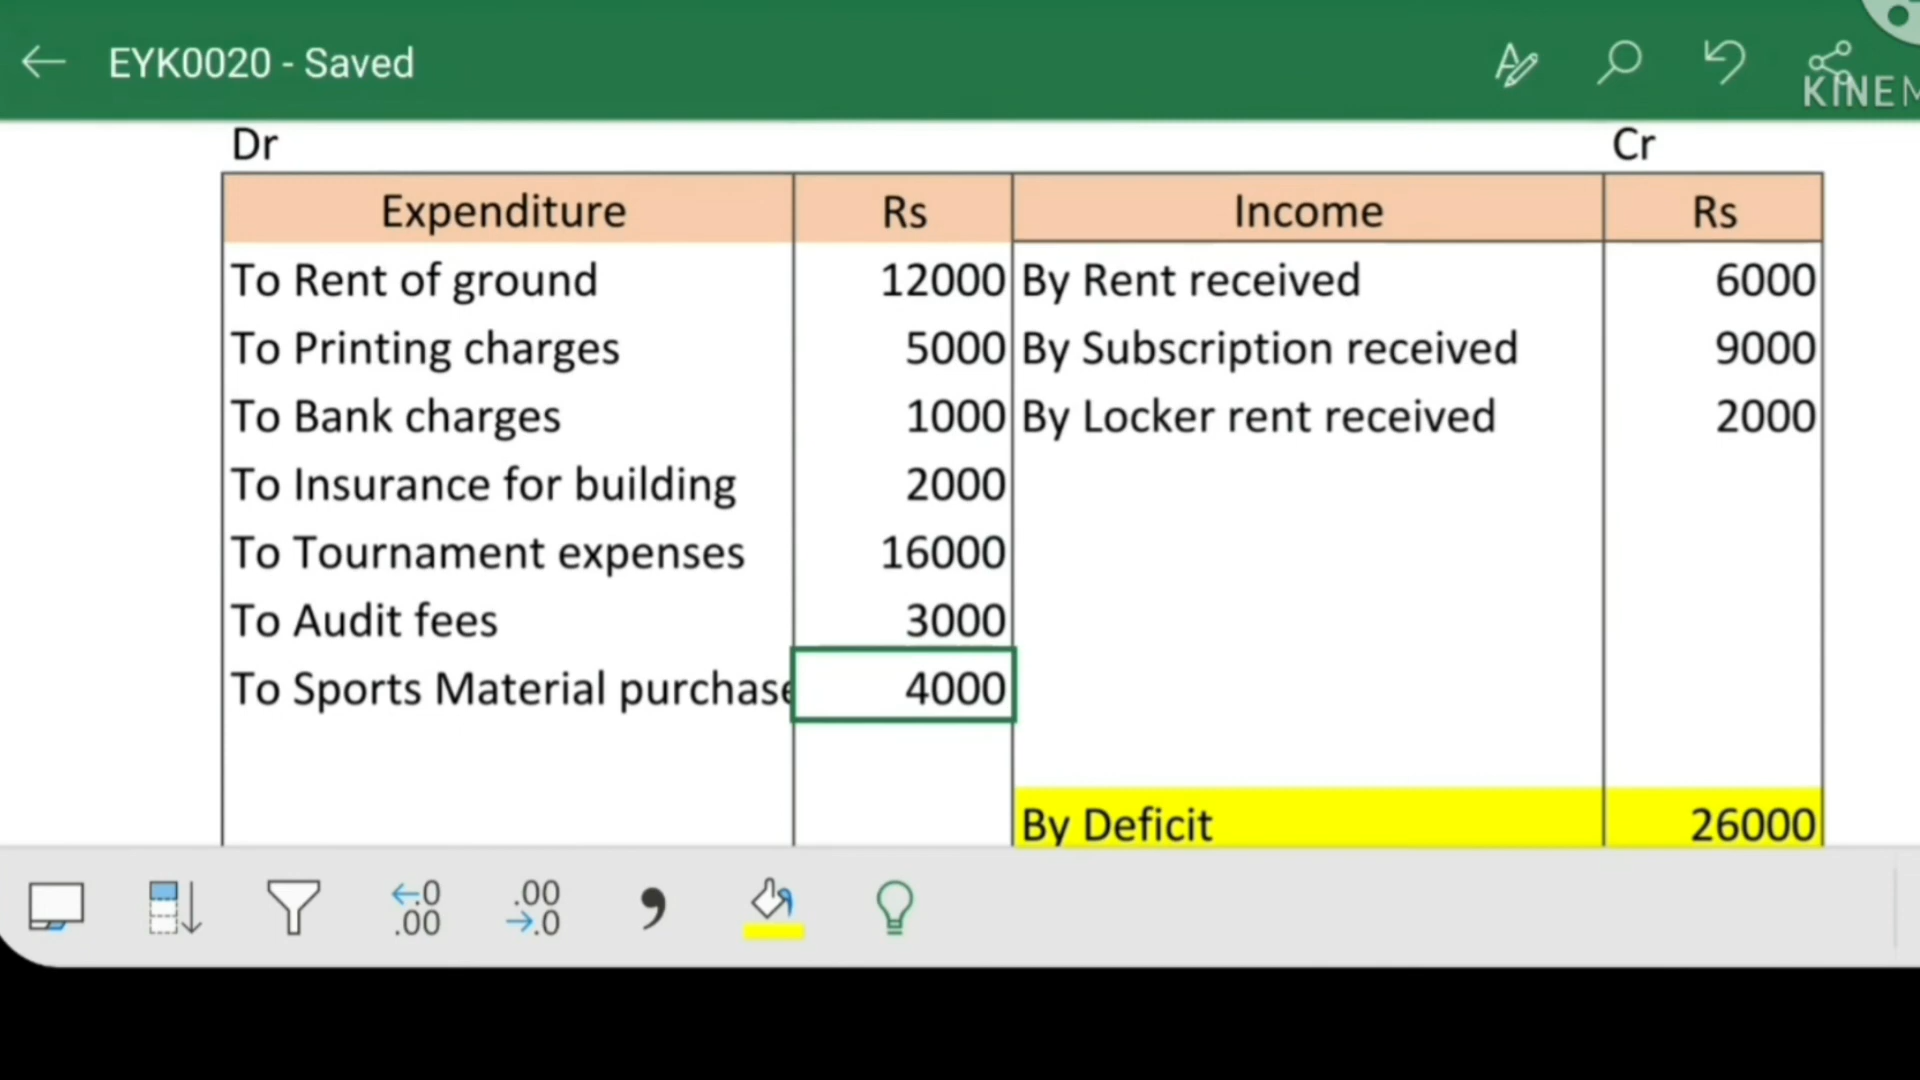 EYK0020 - Saved
KINEM
Dr Cr
Expenditure Rs Income Rs
To Rent of ground 12000 By Rent received 6000
To Printing charges 5000 By Subscription received 9000
To Bank charges 1000 By Locker rent received 2000
To Insurance for building 2000
To Tournament expenses 16000
To Audit fees 3000
To Sports Material purchase 4000
By Deficit 26000
←.0 .00
.00 →.0